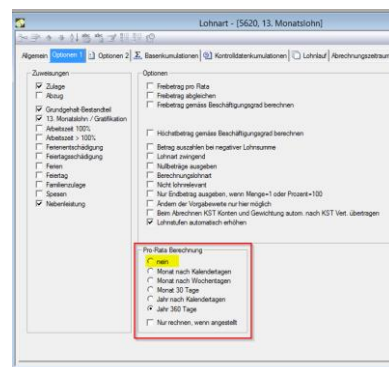 Lohnart - [5620, 13. Monatslohn]
Allgemein
Optionen 1
Optionen 2
Basenkumulationen
Kontrolldatenkumulationen
Lohnlauf
Abrechnungszeitraum
Zuweisungen
Zulage
Abzug
Grundgehalt-Bestandteil
13. Monatslohn / Gratifikation
Arbeitszeit 100%
Arbeitszeit > 100%
Ferienentschädigung
Feiertagsschädigung
Ferien
Feiertag
Familienzulage
Spesen
Nebenleistung
Optionen
Freibetrag pro Rata
Freibetrag abgleichen
Freibetrag gemäss Beschäftigungsgrad berechnen
Höchstbetrag gemäss Beschäftigungsgrad berechnen
Betrag auszahlen bei negativer Lohnsumme
Lohnart zwingend
Nullbeträge ausgeben
Berechnungslohnart
Nicht lohnrelevant
Nur Endbetrag ausgeben, wenn Menge=1 oder Prozent=100
Ändern der Vorgabewerte nur hier möglich
Beim Abrechnen KST Konten und Gewichtung autom. nach KST Vert. übertragen
Lohnstufen automatisch erhöhen
Pro-Rata Berechnung
nein
Monat nach Kalendertagen
Monat nach Wochentagen
Monat 30 Tage
Jahr nach Kalendertagen
Jahr 360 Tage
Nur rechnen, wenn angestellt